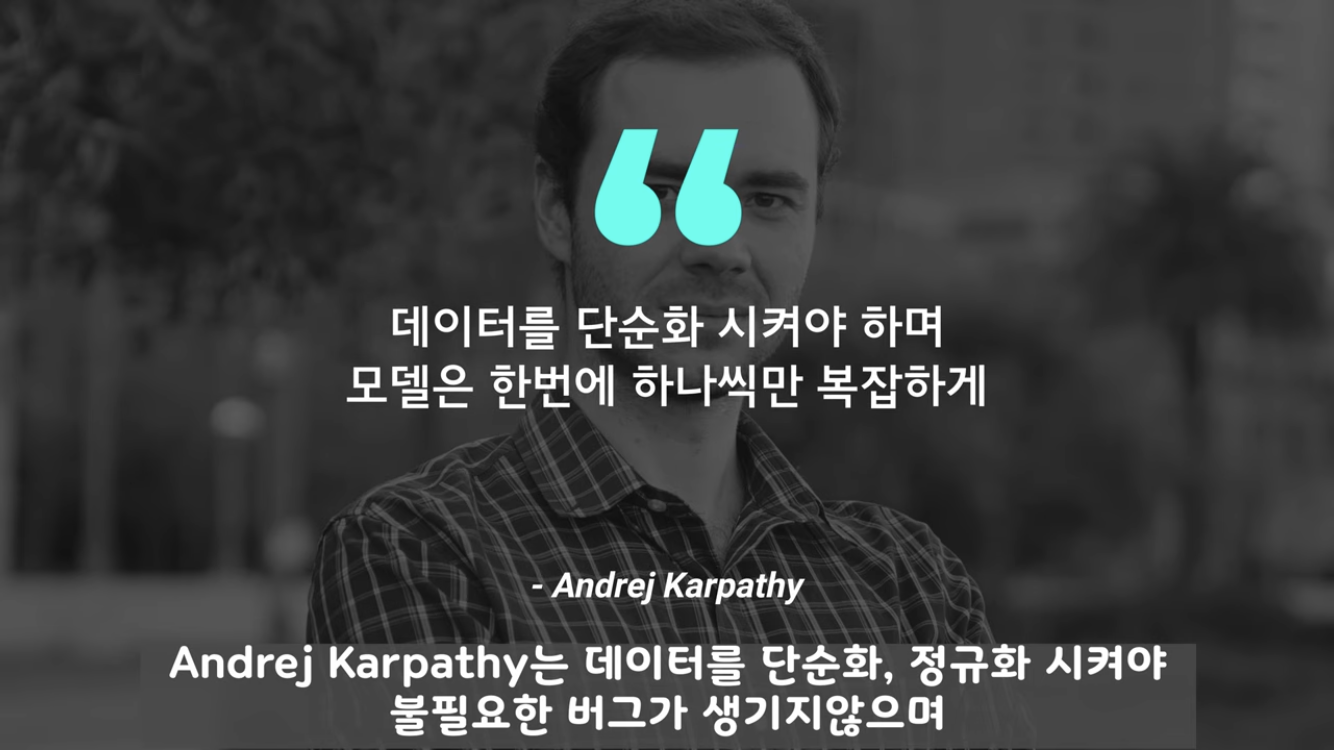 “
데이터를 단순화 시켜야 하며
모델은 한번에 하나씩만 복잡하게
- Andrej Karpathy
Andrej Karpathy는 데이터를 단순화, 정규화 시켜야
불필요한 버그가 생기지않으며